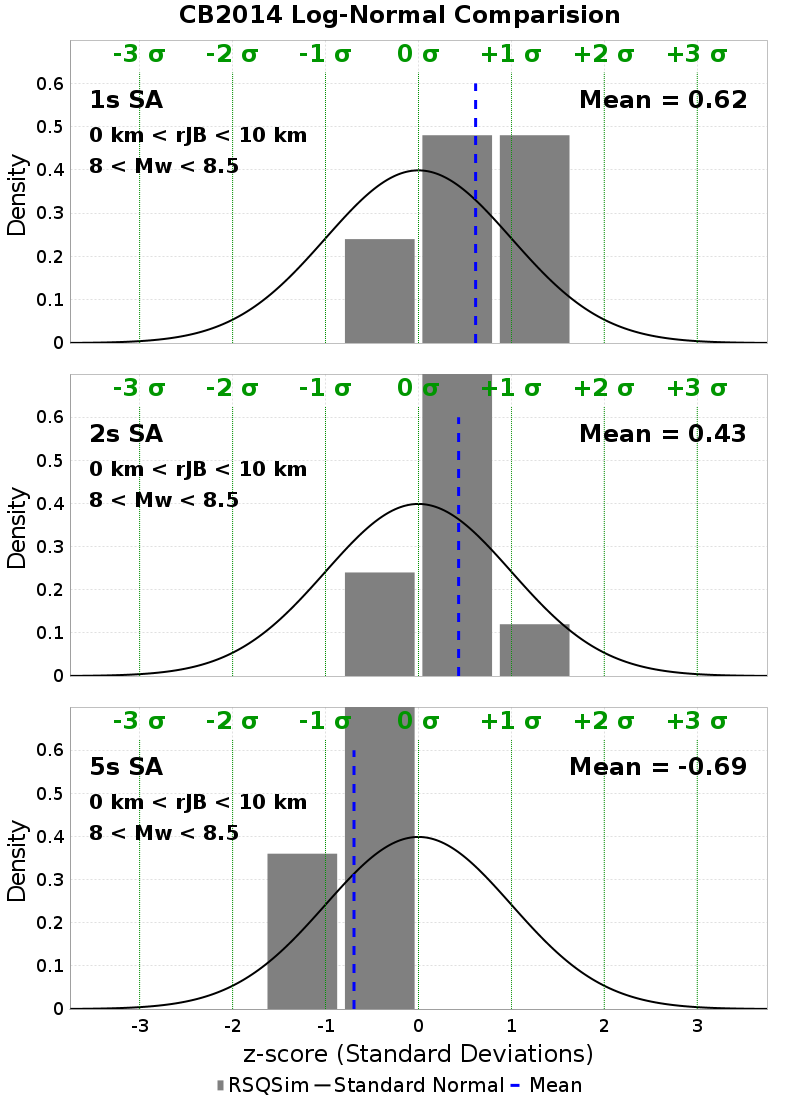 CB2014 Log-Normal Comparision
-3 σ -2 σ -1 σ 0 σ +1 σ +2 σ +3 σ
1s SA Mean = 0.62
0 km < rJB < 10 km
8 < Mw < 8.5
Density
0.6
0.5
0.4
0.3
0.2
0.1
0
-3 σ -2 σ -1 σ 0 σ +1 σ +2 σ +3 σ
2s SA Mean = 0.43
0 km < rJB < 10 km
8 < Mw < 8.5
Density
0.6
0.5
0.4
0.3
0.2
0.1
0
-3 σ -2 σ -1 σ 0 σ +1 σ +2 σ +3 σ
5s SA Mean = -0.69
0 km < rJB < 10 km
8 < Mw < 8.5
Density
0.6
0.5
0.4
0.3
0.2
0.1
0
-3 -2 -1 0 1 2 3
z-score (Standard Deviations)
RSQSim Standard Normal Mean